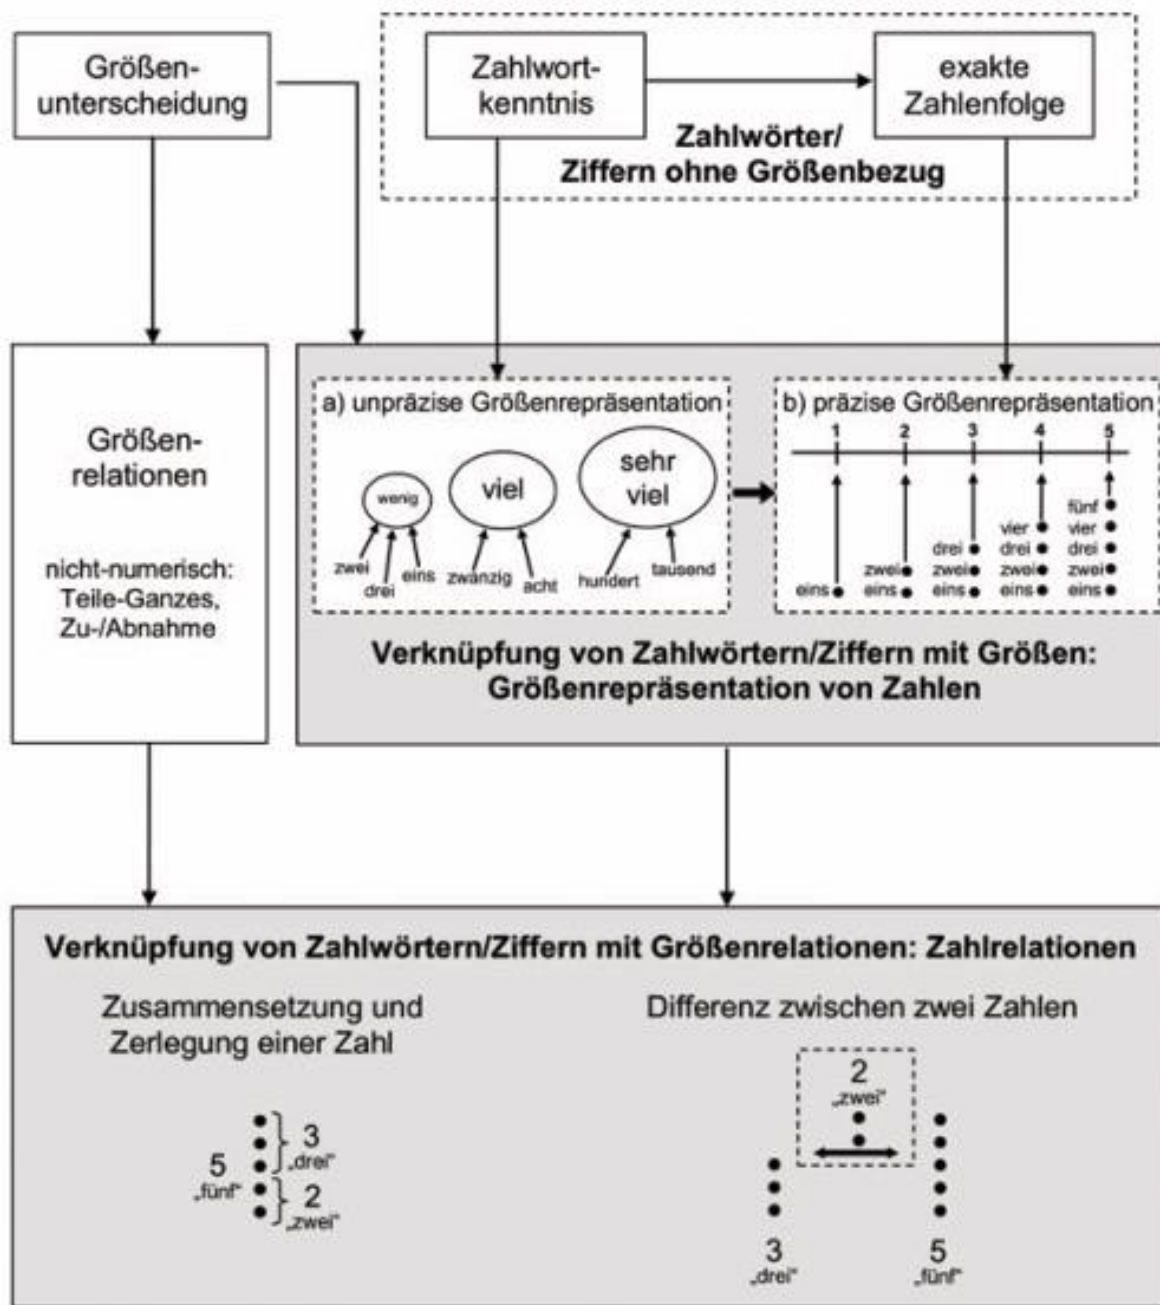 Größen-
unterscheidung
Zahlwort-
kenntnis
exakte
Zahlenfolge
Zahlwörter/
Ziffern ohne Größenbezug
Größen-
relationen
nicht-numerisch:
Teile-Ganzes,
Zu-/Abnahme
a) unpräzise Größenrepräsentation
wenig
viel
sehr
viel
zwei
drei
eins
zwanzig
acht
hundert
tausend
b) präzise Größenrepräsentation
1 2 3 4 5
fünf
vier vier
drei drei drei
zwei zwei zwei zwei
eins eins eins eins eins
Verknüpfung von Zahlwörtern/Ziffern mit Größen:
Größenrepräsentation von Zahlen
Verknüpfung von Zahlwörtern/Ziffern mit Größenrelationen: Zahlrelationen
Zusammensetzung und
Zerlegung einer Zahl
5
„fünf“
3
„drei“
2
„zwei“
Differenz zwischen zwei Zahlen
2
„zwei“
3
„drei“
5
„fünf“